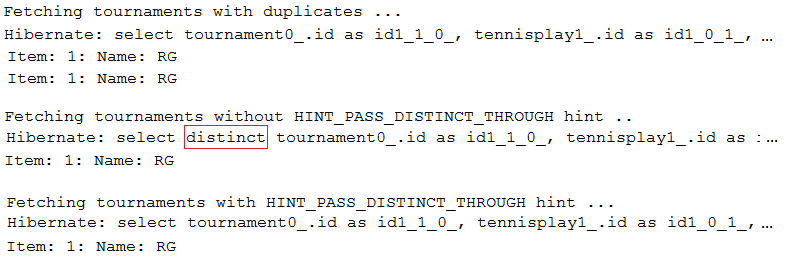 Fetching tournaments with duplicates ...
Hibernate: select tournament0_.id as id1_1_0_, tennisplay1_.id as id1_0_1_, ...
Item: 1: Name: RG
Item: 1: Name: RG
Fetching tournaments without HINT_PASS_DISTINCT_THROUGH hint ..
Hibernate: select distinct tournament0_.id as id1_1_0_, tennisplay1_.id as : ...
Item: 1: Name: RG
Fetching tournaments with HINT_PASS_DISTINCT_THROUGH hint ...
Hibernate: select tournament0_.id as id1_1_0_, tennisplay1_.id as id1_0_1_, ...
Item: 1: Name: RG